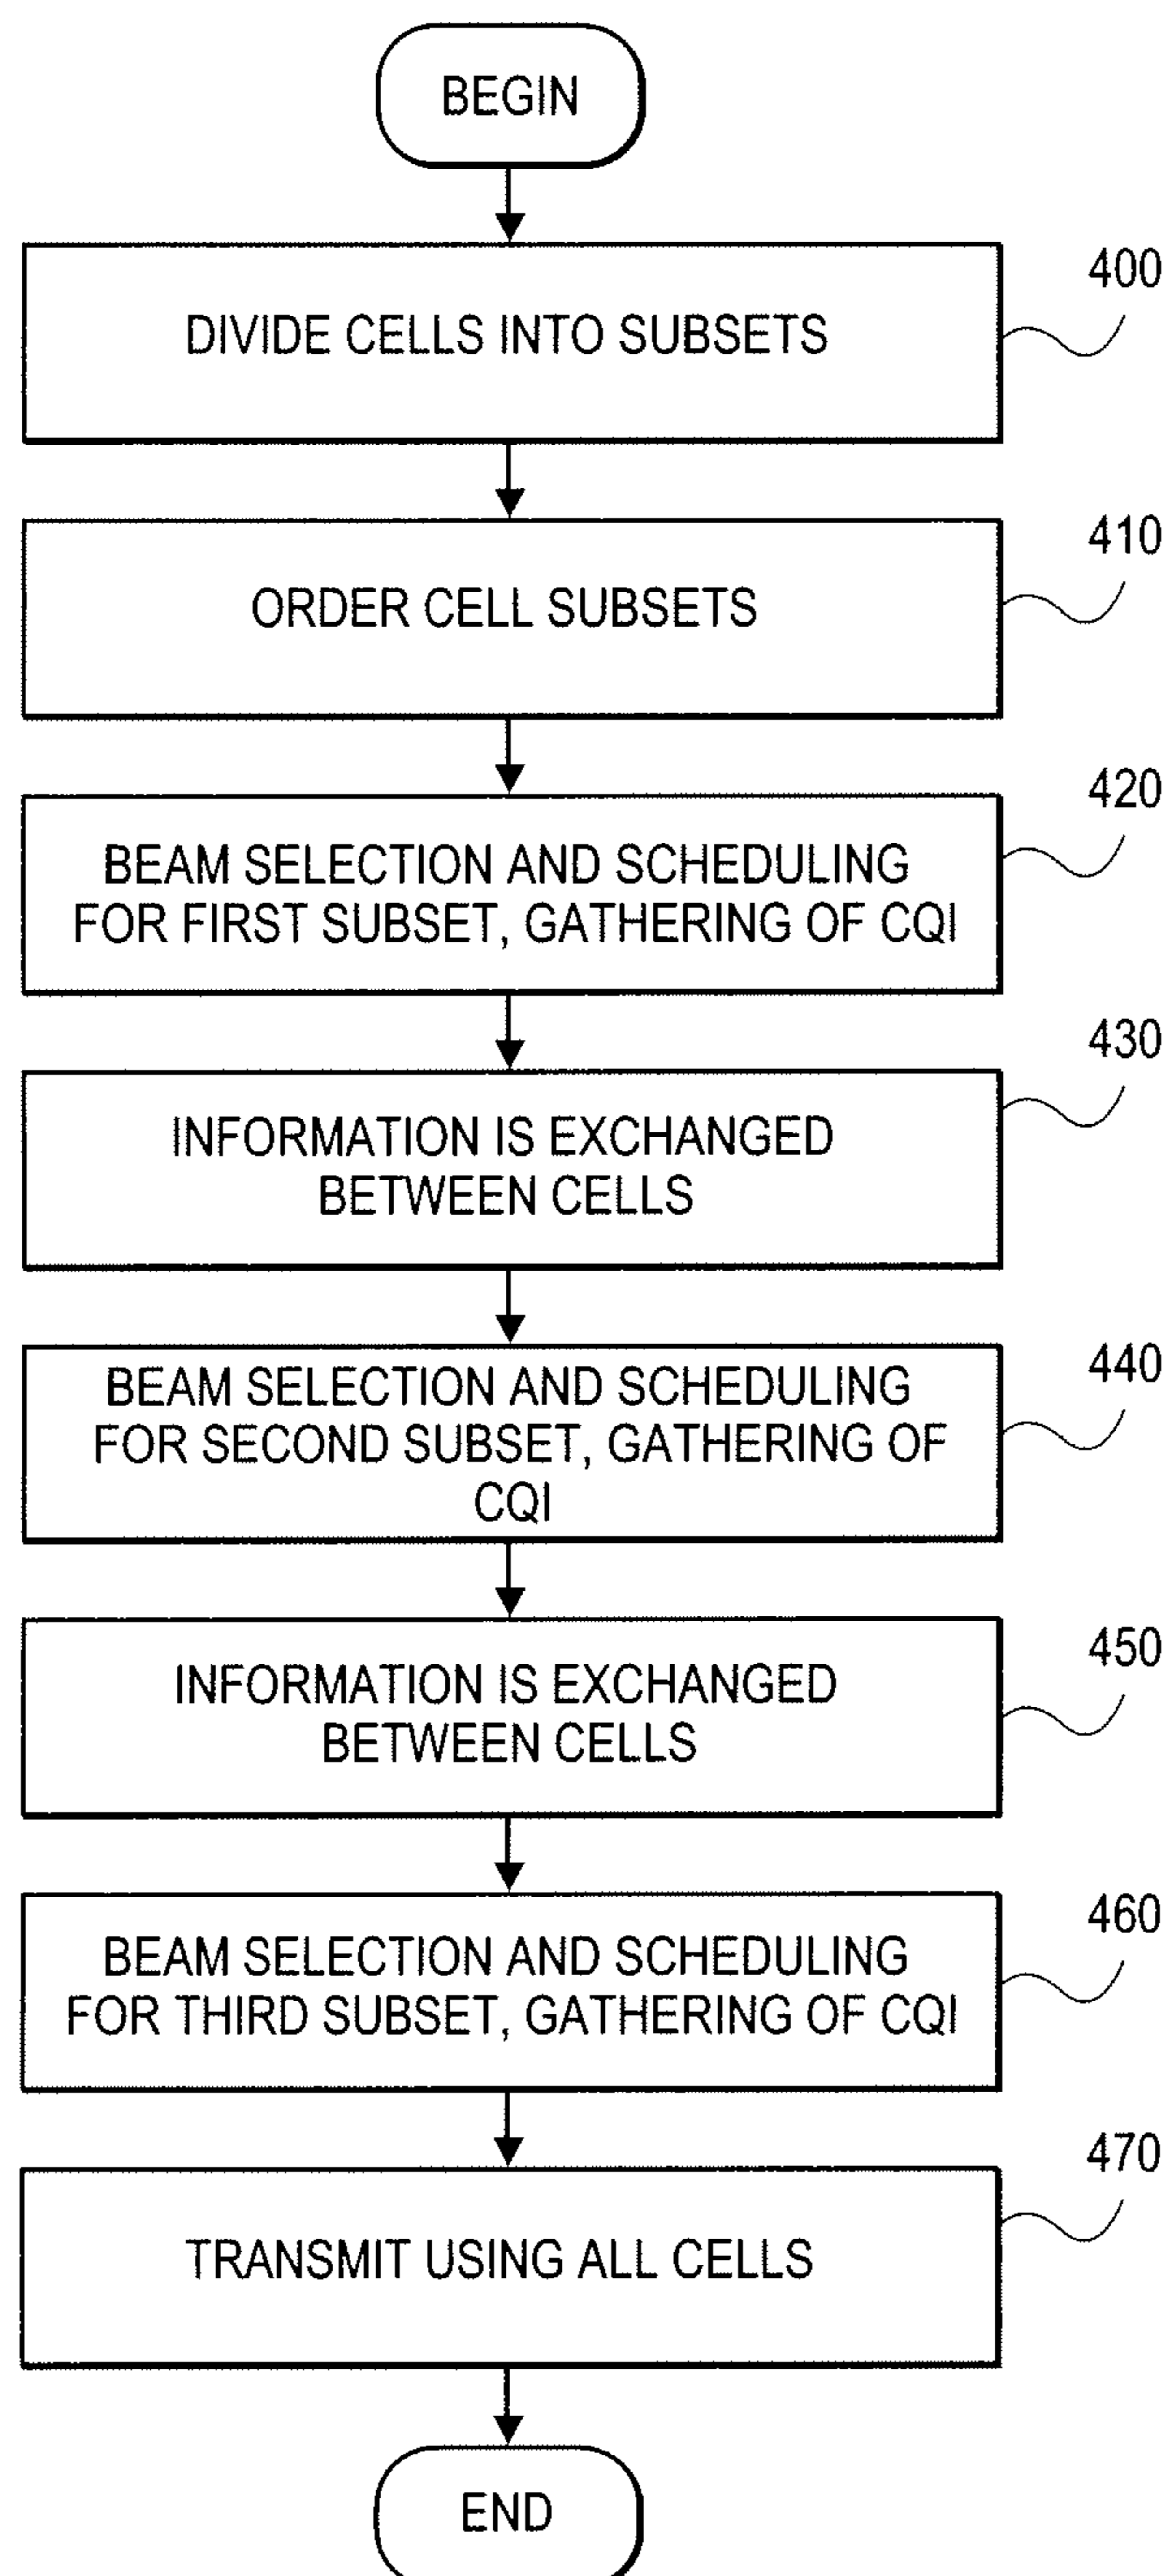 BEGIN
400
DIVIDE CELLS INTO SUBSETS
410
ORDER CELL SUBSETS
420
BEAM SELECTION AND SCHEDULING
FOR FIRST SUBSET, GATHERING OF CQI
430
INFORMATION IS EXCHANGED
BETWEEN CELLS
440
BEAM SELECTION AND SCHEDULING
FOR SECOND SUBSET, GATHERING OF
CQI
450
INFORMATION IS EXCHANGED
BETWEEN CELLS
460
BEAM SELECTION AND SCHEDULING
FOR THIRD SUBSET, GATHERING OF CQI
470
TRANSMIT USING ALL CELLS
END